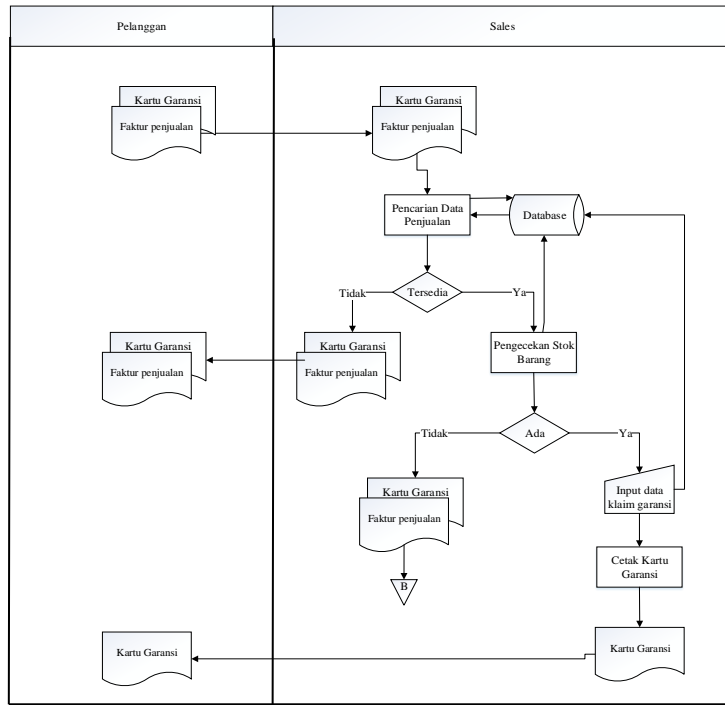 Pelanggan
Sales
Kartu Garansi
Faktur penjualan
Kartu Garansi
Faktur penjualan
Pencarian Data
Penjualan
Database
Tidak
Tersedia
Ya
Kartu Garansi
Faktur penjualan
Kartu Garansi
Faktur penjualan
Pengecekan Stok
Barang
Tidak
Ada
Ya
Kartu Garansi
Faktur penjualan
Input data
klaim garansi
B
Cetak Kartu
Garansi
Kartu Garansi
Kartu Garansi